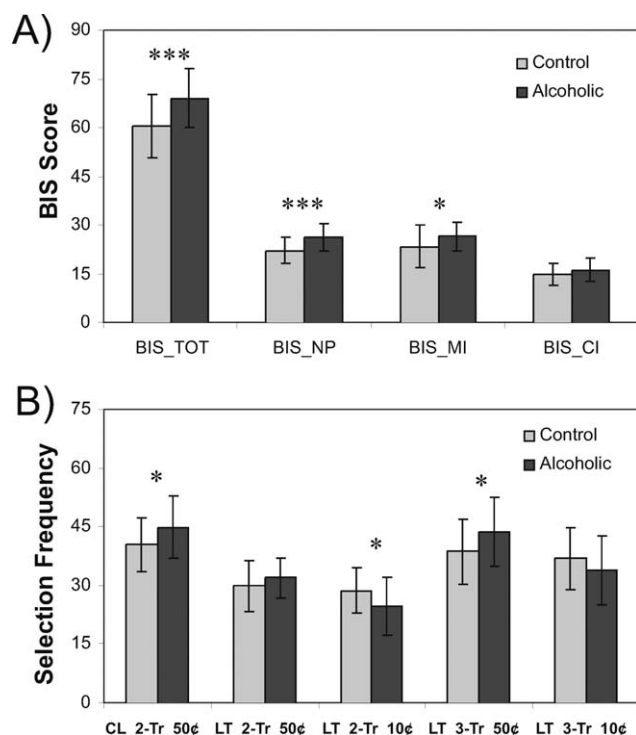 A)
90
75
60
45
30
15
0
BIS Score
***
***
*
Control
Alcoholic
BIS_TOT BIS_NP BIS_MI BIS_CI
B)
75
60
45
30
15
0
Selection Frequency
*
*
*
Control
Alcoholic
CL 2-Tr 50¢ LT 2-Tr 50¢ LT 2-Tr 10¢ LT 3-Tr 50¢ LT 3-Tr 10¢